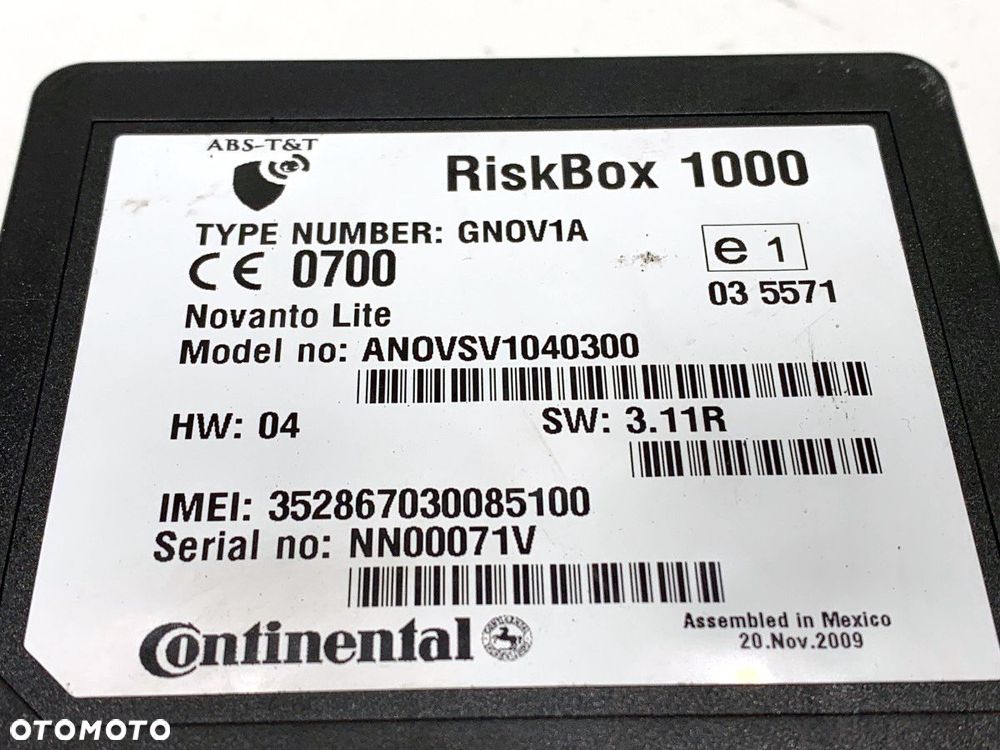 ABS-T&T
RiskBox 1000
TYPE NUMBER: GNOV1A
e 1
CE 0700
03 5571
Novanto Lite
Model no: ANOVSV1040300
HW: 04
SW: 3.11R
IMEI: 352867030085100
Serial no: NN00071V
Continental
Assembled in Mexico
20.Nov.2009
OTOMOTO